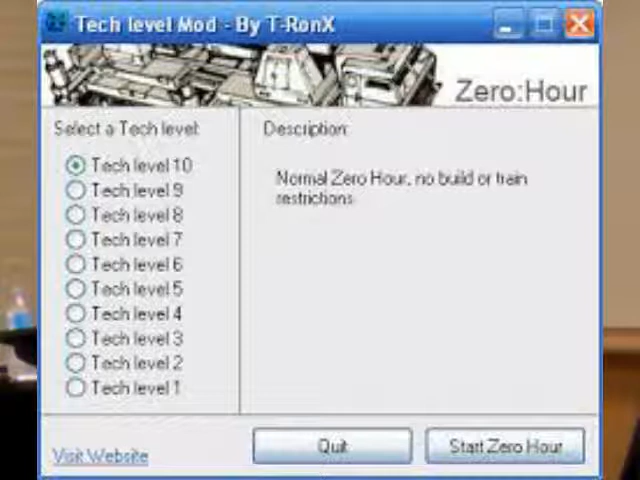 Tech level Mod - By T-RonX
Zero:Hour
Select a Tech level:
Description:
Tech level 10
Normal Zero Hour, no build or train
restrictions
Tech level 9
Tech level 8
Tech level 7
Tech level 6
Tech level 5
Tech level 4
Tech level 3
Tech level 2
Tech level 1
Visit Website
Quit
Start Zero Hour